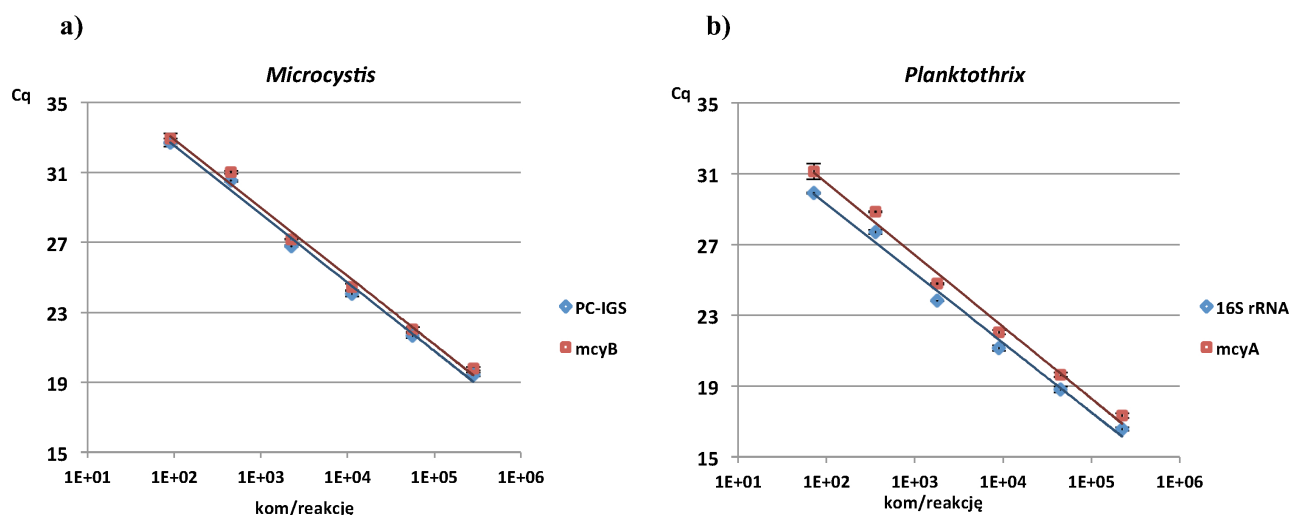 a)
Microcystis
Cq
35
31
27
23
19
15
1E+01 1E+02 1E+03 1E+04 1E+05 1E+06
kom/reakcję
PC-IGS
mcyB
b)
Planktothrix
Cq
35
31
27
23
19
15
1E+01 1E+02 1E+03 1E+04 1E+05 1E+06
kom/reakcję
16S rRNA
mcyA